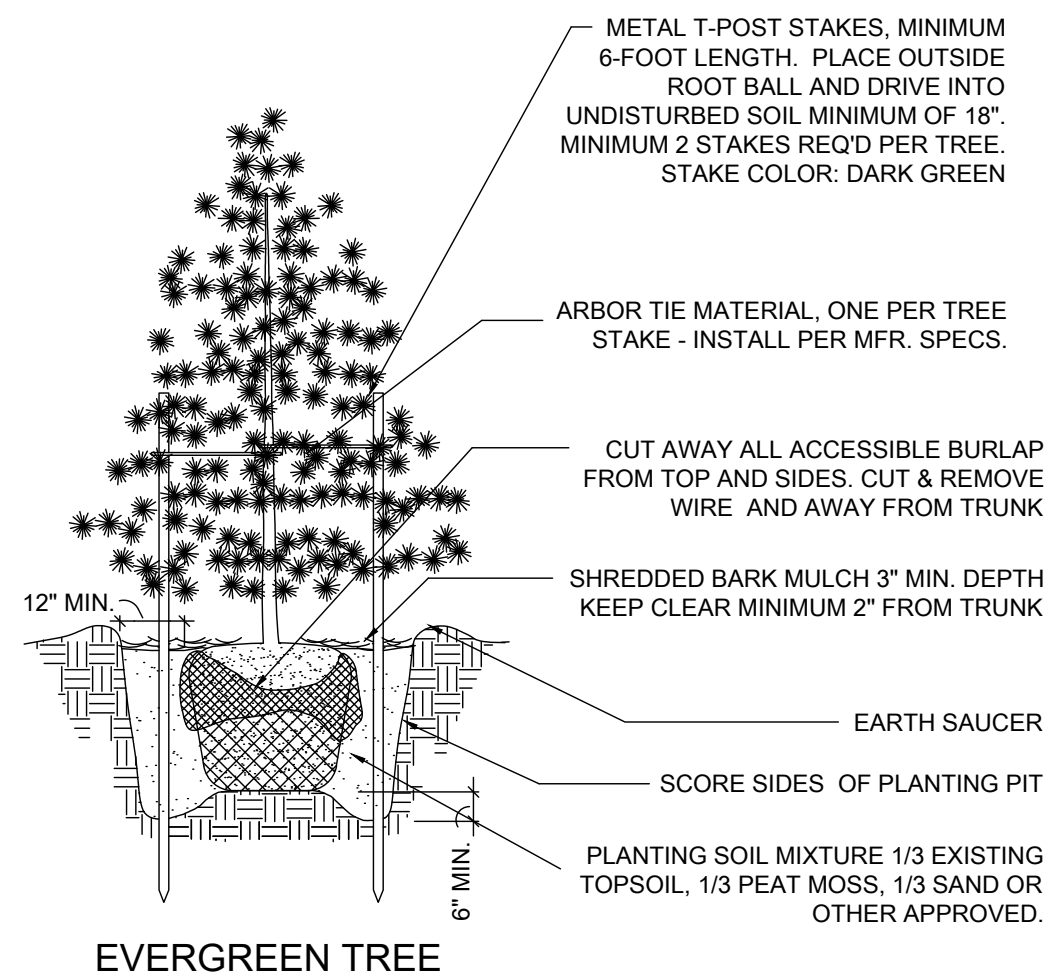 METAL T-POST STAKES, MINIMUM
6-FOOT LENGTH. PLACE OUTSIDE
ROOT BALL AND DRIVE INTO
UNDISTURBED SOIL MINIMUM OF 18".
MINIMUM 2 STAKES REQ'D PER TREE.
STAKE COLOR: DARK GREEN
ARBOR TIE MATERIAL, ONE PER TREE
STAKE - INSTALL PER MFR. SPECS.
CUT AWAY ALL ACCESSIBLE BURLAP
FROM TOP AND SIDES. CUT & REMOVE
WIRE AND AWAY FROM TRUNK
SHREDDED BARK MULCH 3" MIN. DEPTH
KEEP CLEAR MINIMUM 2" FROM TRUNK
12" MIN.
EARTH SAUCER
SCORE SIDES OF PLANTING PIT
PLANTING SOIL MIXTURE 1/3 EXISTING
TOPSOIL, 1/3 PEAT MOSS, 1/3 SAND OR
OTHER APPROVED.
6" MIN.
EVERGREEN TREE